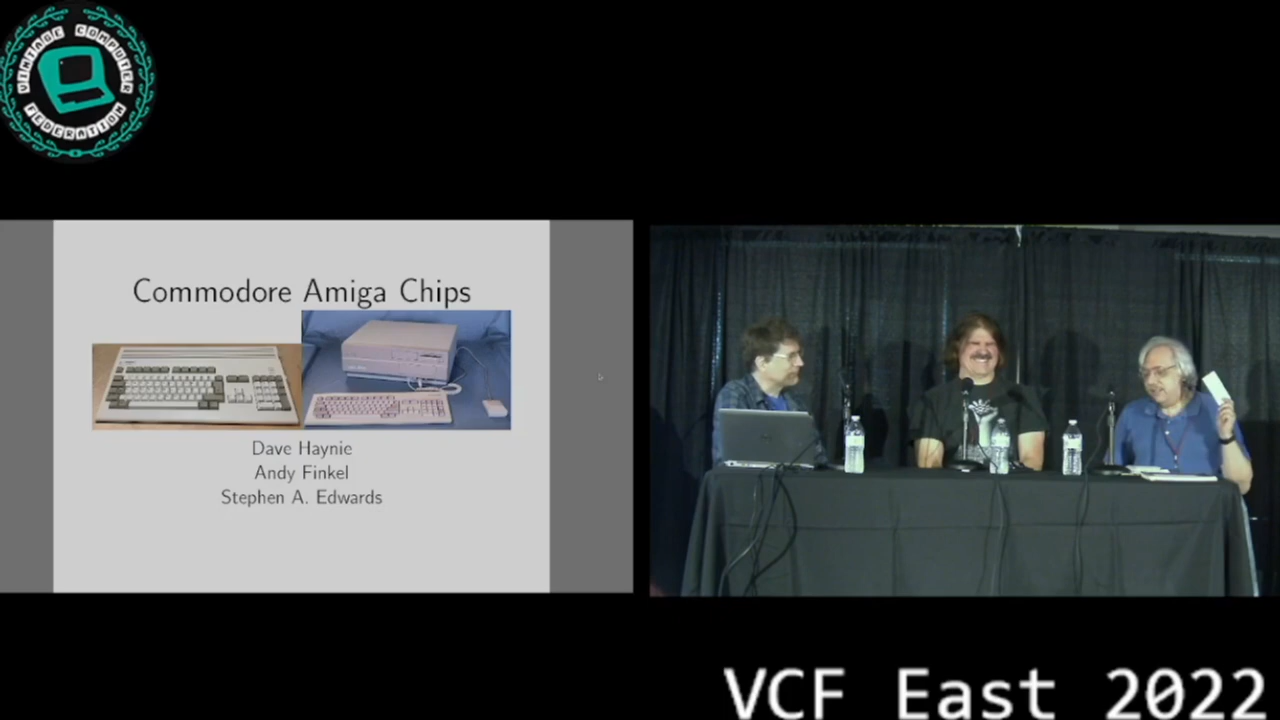 VINTAGE COMPUTER
FEDERATION
Commodore Amiga Chips
Dave Haynie
Andy Finkel
Stephen A. Edwards
VCF East 2022